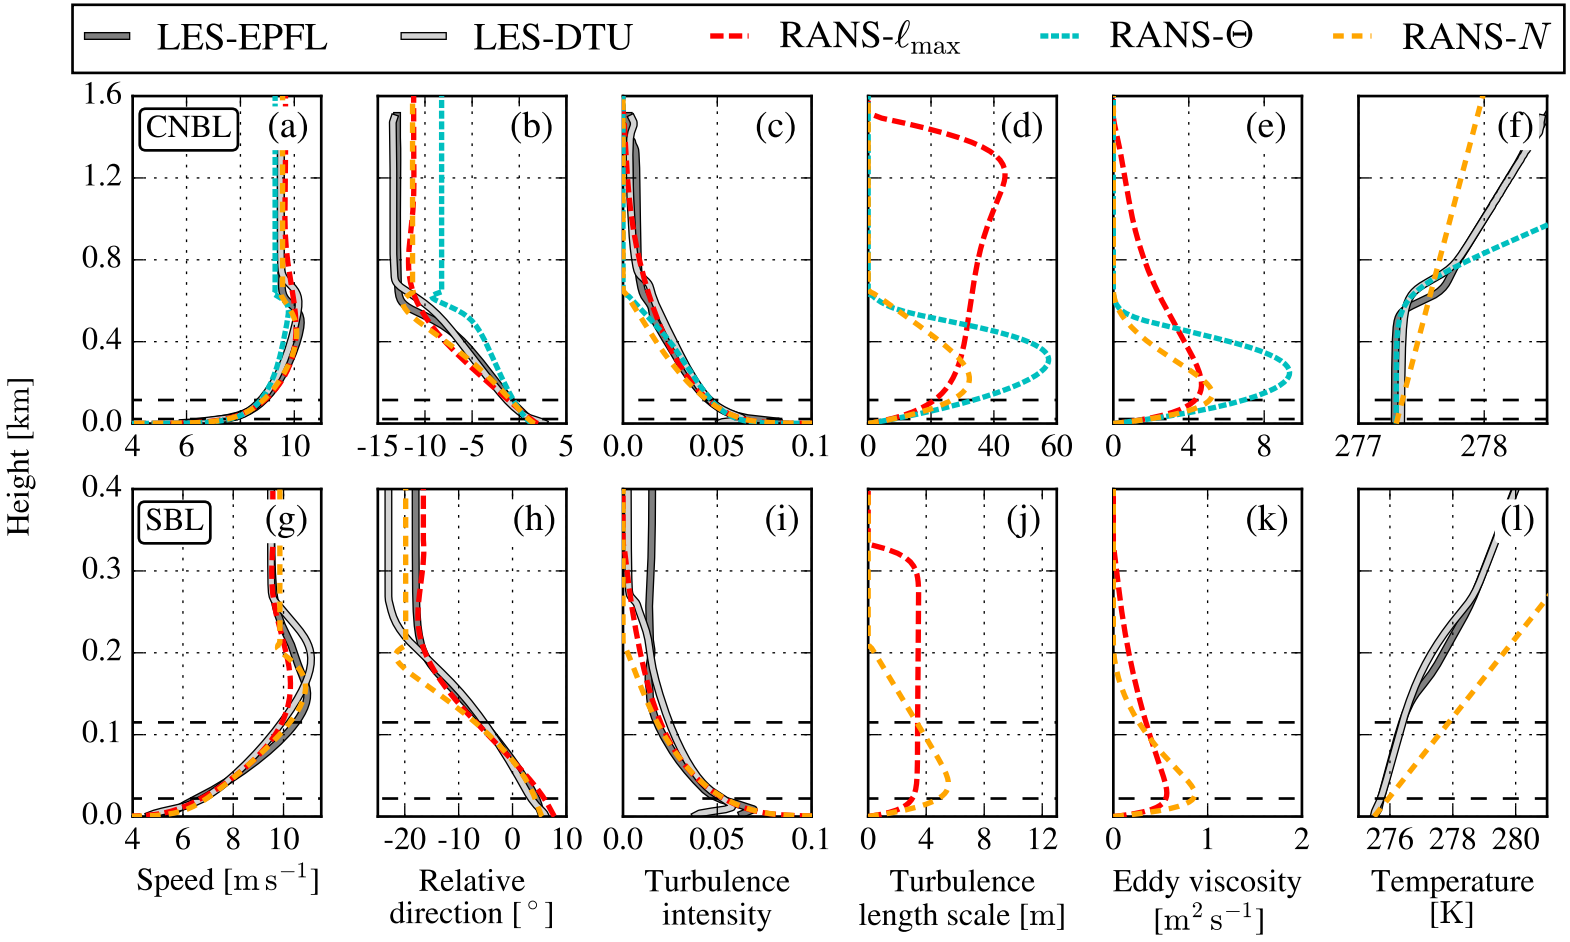 LES-EPFL LES-DTU RANS-ℓmax RANS-Θ RANS-N
1.6 CNBL (a) (b) (c) (d) (e) (f)
1.2
0.8
0.4
0.0
4 6 8 10 -15 -10 -5 0 5 0.0 0.05 0.1 0 20 40 60 0 4 8 277 278
Height [km]
0.4 SBL (g) (h) (i) (j) (k) (l)
0.3
0.2
0.1
0.0
4 6 8 10 -20 -10 0 10 0.0 0.05 0.1 0 4 8 12 0 1 2 276 278 280
Speed [m s⁻¹] Relative Turbulence Turbulence Eddy viscosity Temperature
direction [°] intensity length scale [m] [m² s⁻¹] [K]